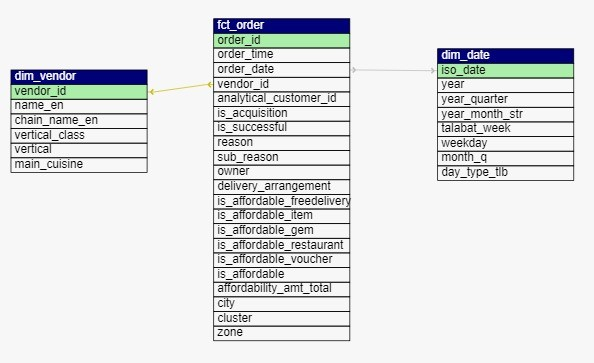 dim_vendor
vendor_id
name_en
chain_name_en
vertical_class
vertical
main_cuisine
fct_order
order_id
order_time
order_date
vendor_id
analytical_customer_id
is_acquisition
is_successful
reason
sub_reason
owner
delivery_arrangement
is_affordable_freedelivery
is_affordable_item
is_affordable_gem
is_affordable_restaurant
is_affordable_voucher
is_affordable
affordability_amt_total
city
cluster
zone
dim_date
iso_date
year
year_quarter
year_month_str
talabat_week
weekday
month_q
day_type_tlb